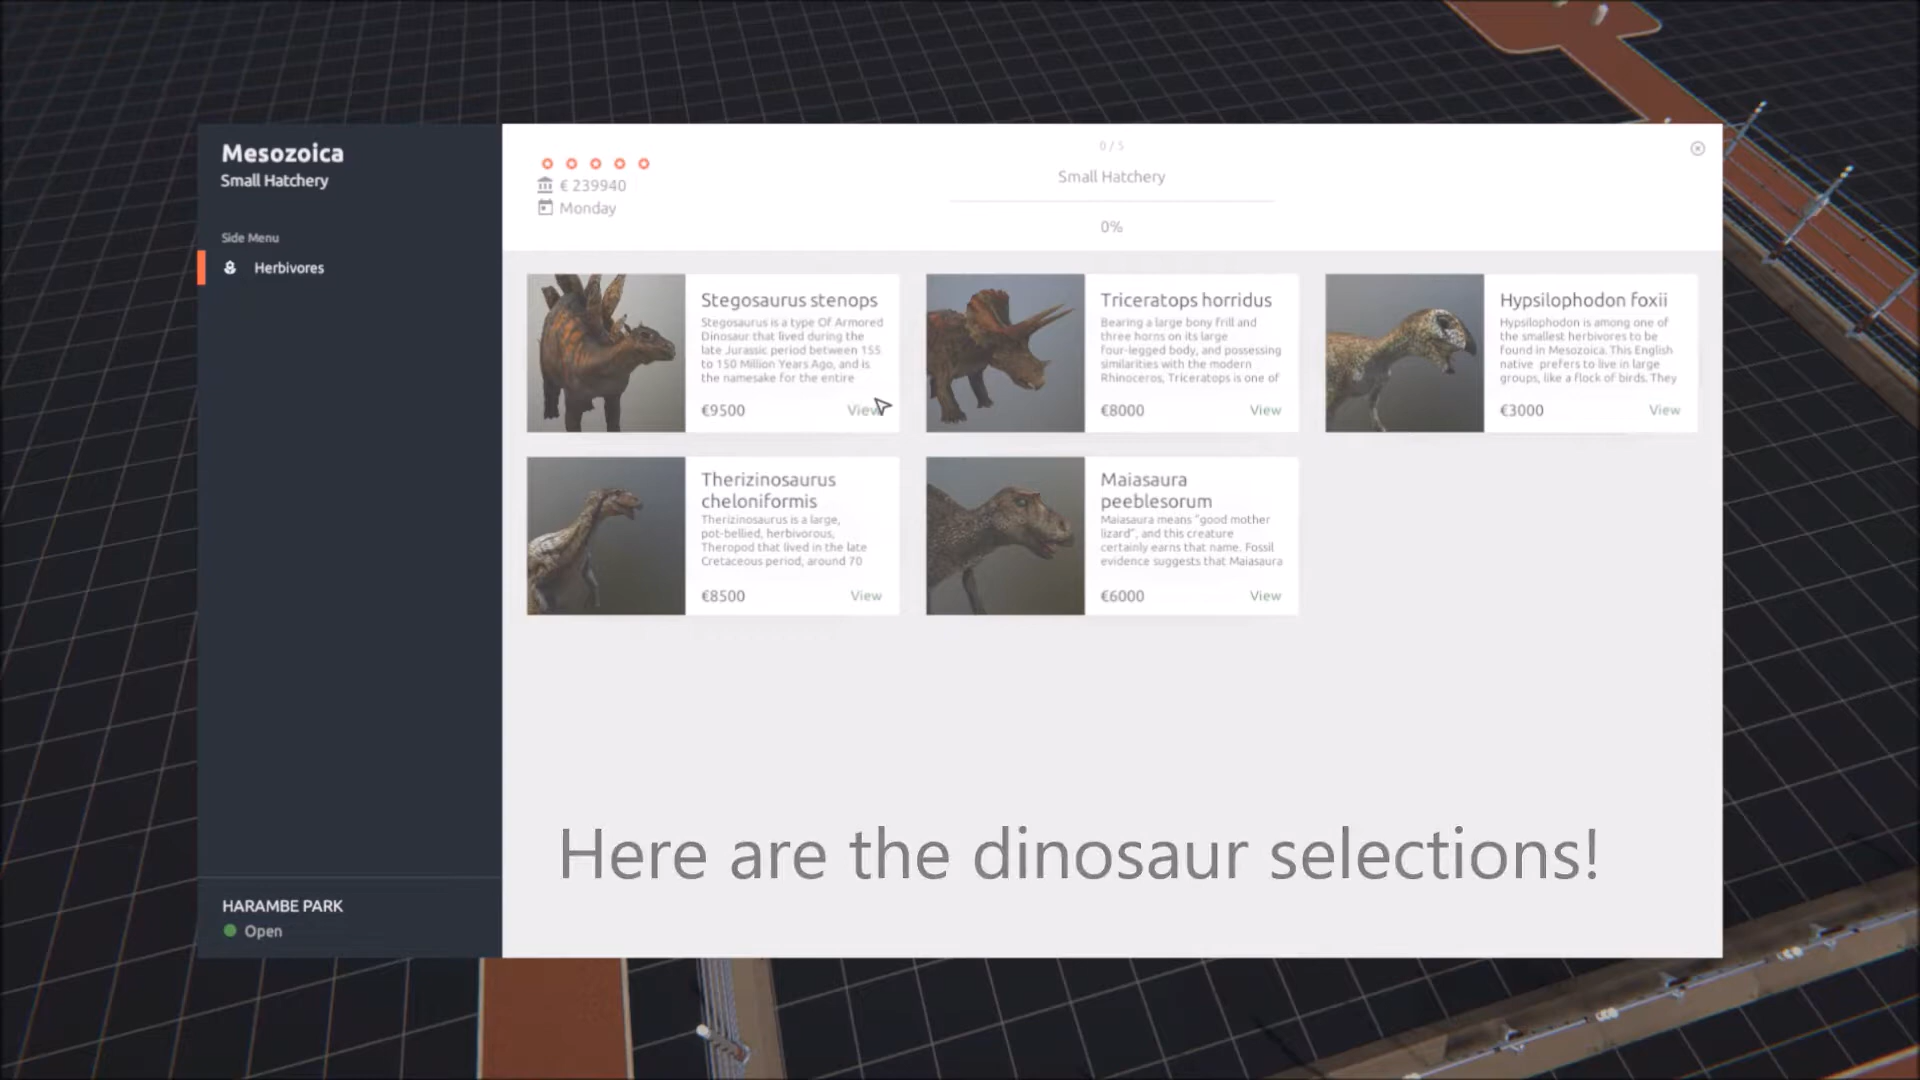 Mesozoica
Small Hatchery
Side Menu
Herbivores
HARAMBE PARK
Open
€ 239940
Monday
0 / 5
Small Hatchery
0%
Stegosaurus stenops
Stegosaurus is a type Of Armored
Dinosaur that lived during the
late Jurassic period between 155
to 150 Million Years Ago, and is
the namesake for the entire
€9500
View
Triceratops horridus
Bearing a large bony frill and
three horns on its large
four-legged body, and possessing
similarities with the modern
Rhinoceros, Triceratops is one of
€8000
View
Hypsilophodon foxii
Hypsilophodon is among one of
the smallest herbivores to be
found in Mesozoica. This English
native prefers to live in large
groups, like a flock of birds. They
€3000
View
Therizinosaurus
cheloniformis
Therizinosaurus is a large,
pot-bellied, herbivorous,
Theropod that lived in the late
Cretaceous period, around 70
€8500
View
Maiasaura
peeblesorum
Maiasaura means "good mother
lizard", and this creature
certainly earns that name. Fossil
evidence suggests that Maiasaura
€6000
View
Here are the dinosaur selections!